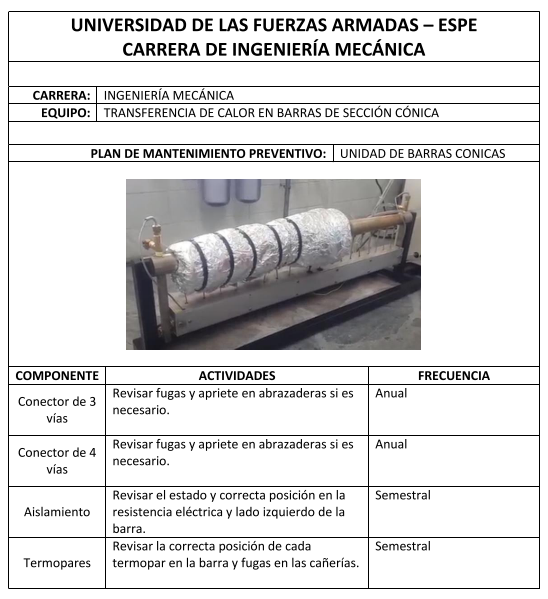 UNIVERSIDAD DE LAS FUERZAS ARMADAS – ESPE
CARRERA DE INGENIERÍA MECÁNICA
CARRERA: INGENIERÍA MECÁNICA
EQUIPO: TRANSFERENCIA DE CALOR EN BARRAS DE SECCIÓN CÓNICA
PLAN DE MANTENIMIENTO PREVENTIVO: UNIDAD DE BARRAS CONICAS
COMPONENTE ACTIVIDADES FRECUENCIA
Conector de 3
vías
Revisar fugas y apriete en abrazaderas si es
necesario.
Anual
Conector de 4
vías
Revisar fugas y apriete en abrazaderas si es
necesario.
Anual
Aislamiento
Revisar el estado y correcta posición en la
resistencia eléctrica y lado izquierdo de la
barra.
Semestral
Termopares
Revisar la correcta posición de cada
termopar en la barra y fugas en las cañerías.
Semestral